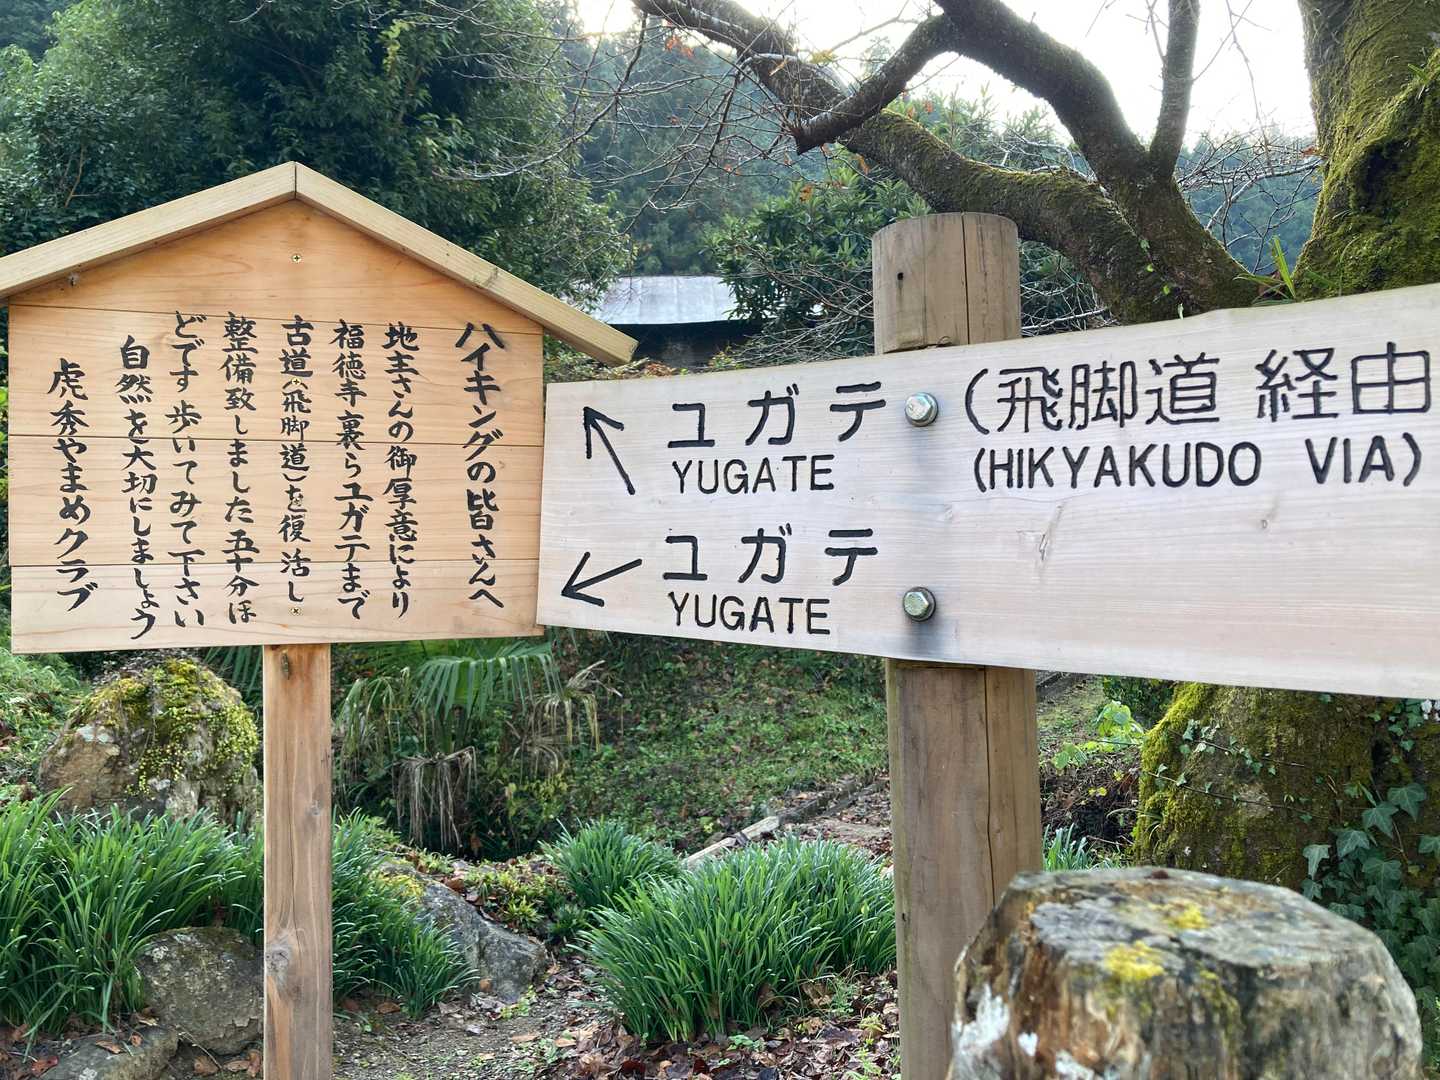 ハイキングの皆さんへ
地主さんの御厚意により
福徳寺裏らユガテまで
古道(飛脚道)を復活し
整備致しました五十分ほ
どです歩いてみて下さい
自然を大切にしましょう
虎秀やまめクラブ
ユガテ (飛脚道 経由
YUGATE (HIKYAKUDO VIA)
ユガテ
YUGATE